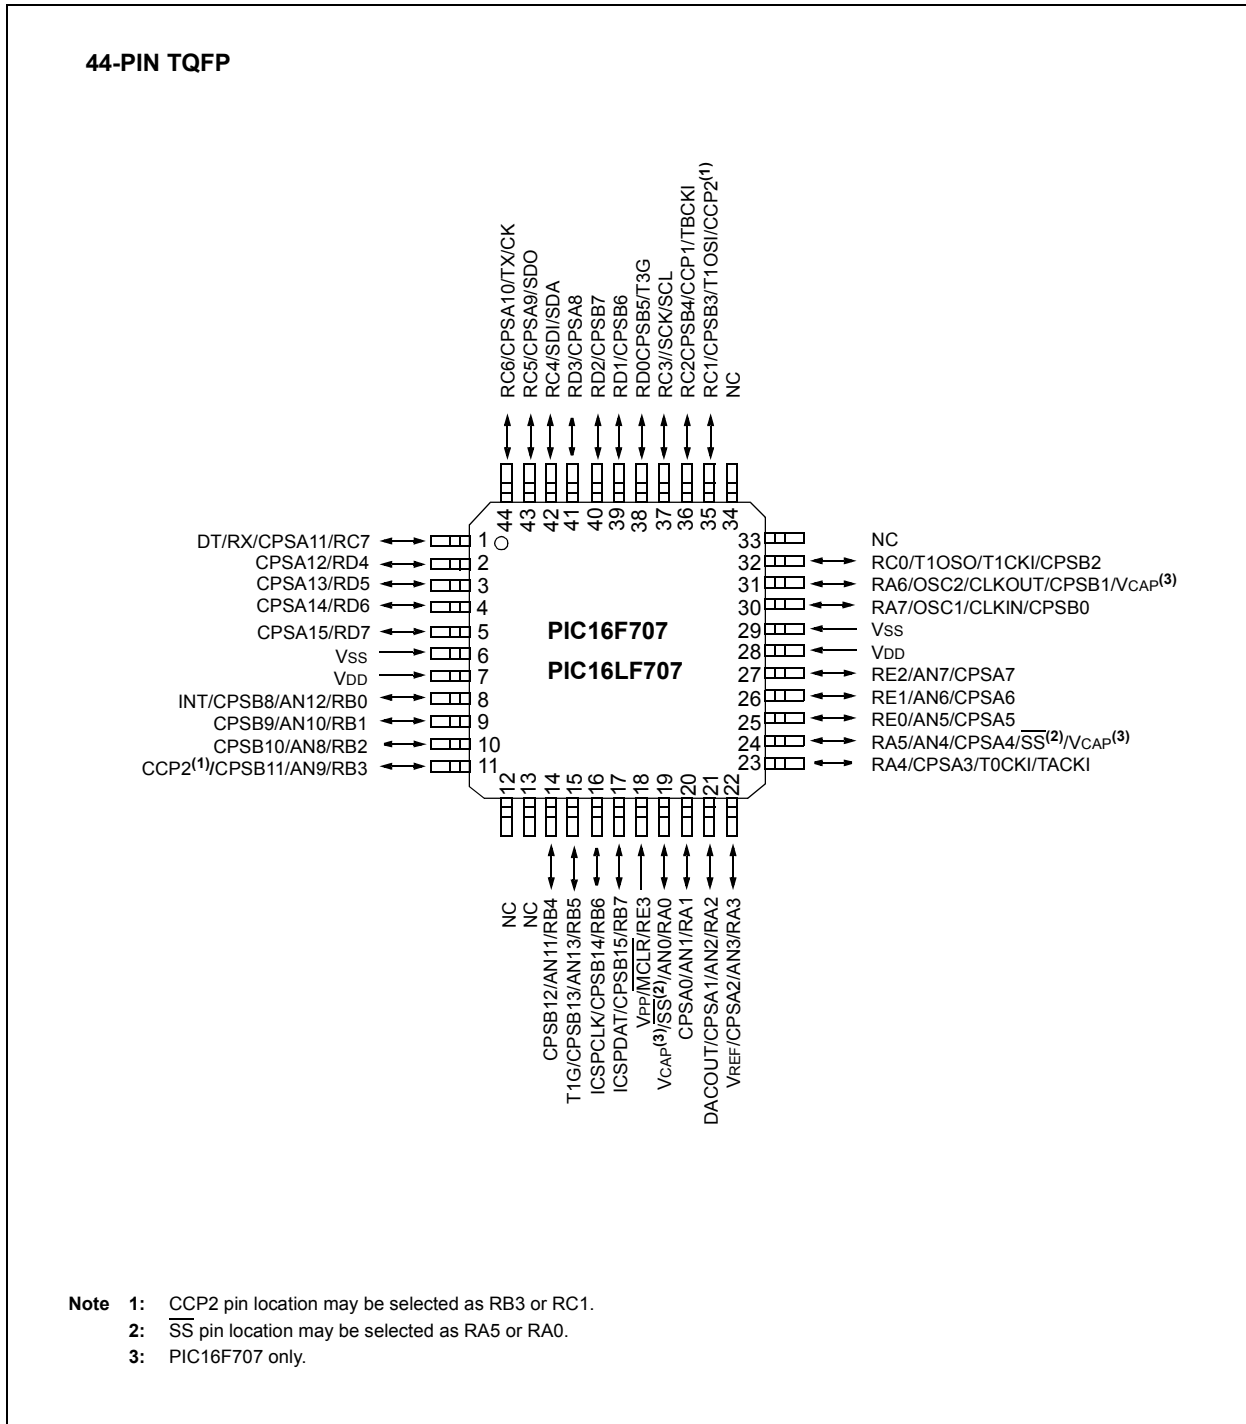 44-PIN TQFP
RC6/CPSA10/TX/CK
RC5/CPSA9/SDO
RC4/SDI/SDA
RD3/CPSA8
RD2/CPSB7
RD1/CPSB6
RD0CPSB5/T3G
RC3//SCK/SCL
RC2CPSB4/CCP1/TBCKI
RC1/CPSB3/T1OSI/CCP2(1)
NC
44
43
42
41
40
39
38
37
36
35
34
DT/RX/CPSA11/RC7 1
CPSA12/RD4 2
CPSA13/RD5 3
CPSA14/RD6 4
CPSA15/RD7 5
VSS 6
VDD 7
INT/CPSB8/AN12/RB0 8
CPSB9/AN10/RB1 9
CPSB10/AN8/RB2 10
CCP2(1)/CPSB11/AN9/RB3 11
PIC16F707
PIC16LF707
33 NC
32 RC0/T1OSO/T1CKI/CPSB2
31 RA6/OSC2/CLKOUT/CPSB1/VCAP(3)
30 RA7/OSC1/CLKIN/CPSB0
29 VSS
28 VDD
27 RE2/AN7/CPSA7
26 RE1/AN6/CPSA6
25 RE0/AN5/CPSA5
24 RA5/AN4/CPSA4/SS(2)/VCAP(3)
23 RA4/CPSA3/T0CKI/TACKI
12
13
14
15
16
17
18
19
20
21
22
NC
NC
CPSB12/AN11/RB4
T1G/CPSB13/AN13/RB5
ICSPCLK/CPSB14/RB6
ICSPDAT/CPSB15/RB7
VPP/MCLR/RE3
VCAP(3)/SS(2)/AN0/RA0
CPSA0/AN1/RA1
DACOUT/CPSA1/AN2/RA2
VREF/CPSA2/AN3/RA3
Note 1: CCP2 pin location may be selected as RB3 or RC1.
2: SS pin location may be selected as RA5 or RA0.
3: PIC16F707 only.